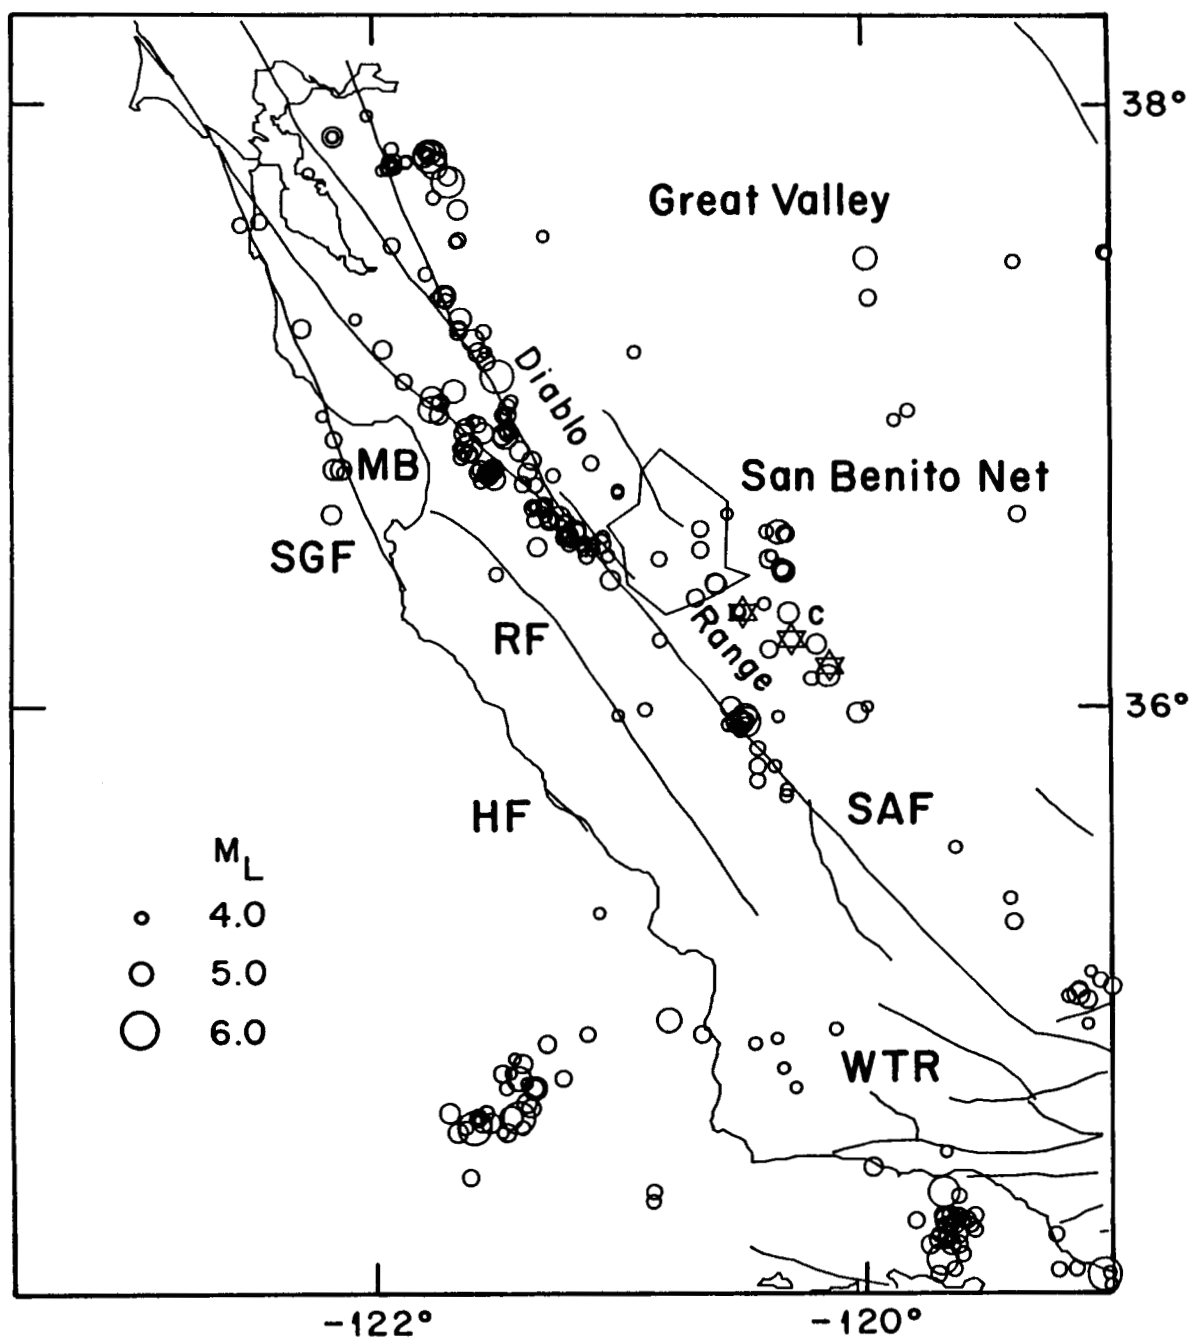 38°
Great Valley
Diablo
San Benito Net
MB
SGF
C
RF
Range
36°
SAF
HF
M_L
4.0
5.0
6.0
WTR
-122°
-120°